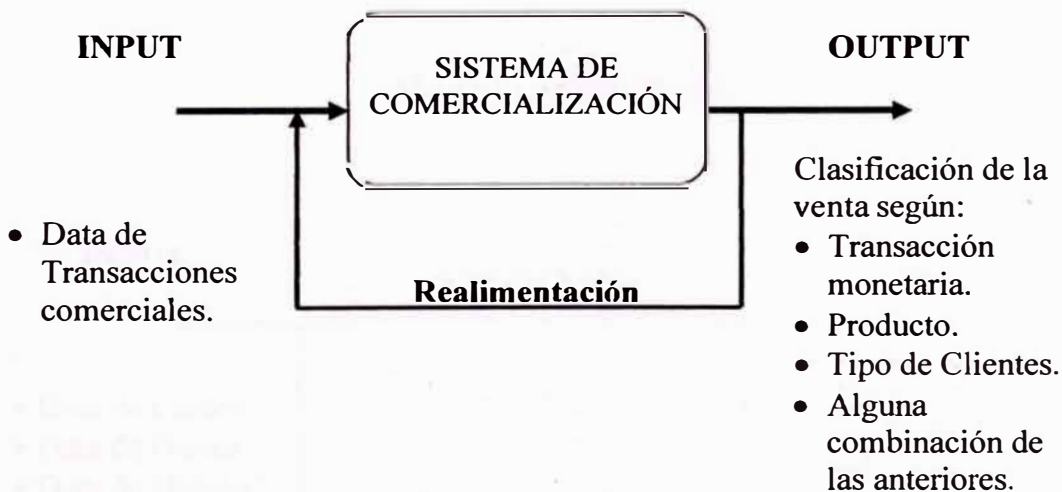 INPUT
SISTEMA DE
COMERCIALIZACIÓN
OUTPUT
• Data de
Transacciones
comerciales.
Realimentación
Clasificación de la
venta según:
• Transacción
monetaria.
• Producto.
• Tipo de Clientes.
• Alguna
combinación de
las anteriores.